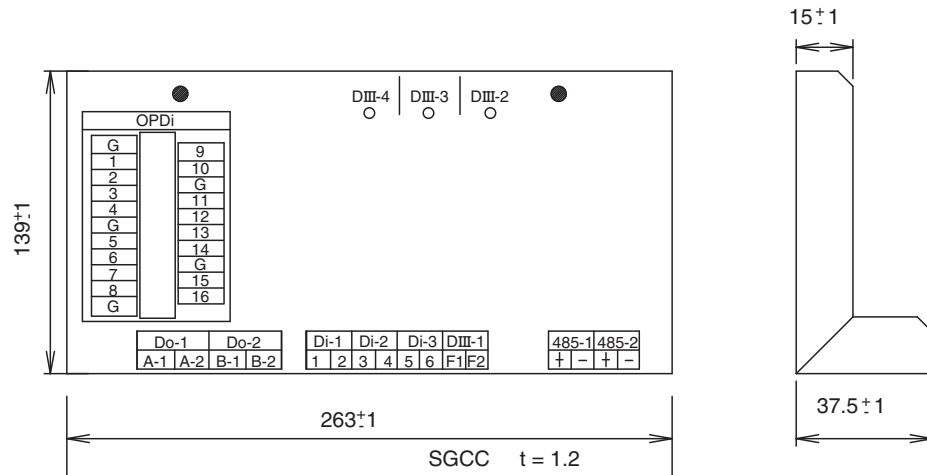 15±1
DIII-4 DIII-3 DIII-2
OPDi
G
1
2
3
4
G
5
6
7
8
G
9
10
G
11
12
13
14
G
15
16
139±1
Do-1 Do-2
A-1 A-2 B-1 B-2
Di-1 Di-2 Di-3 DIII-1
1 2 3 4 5 6 F1 F2
485-1 485-2
+ − + −
263±1
37.5±1
SGCC t = 1.2